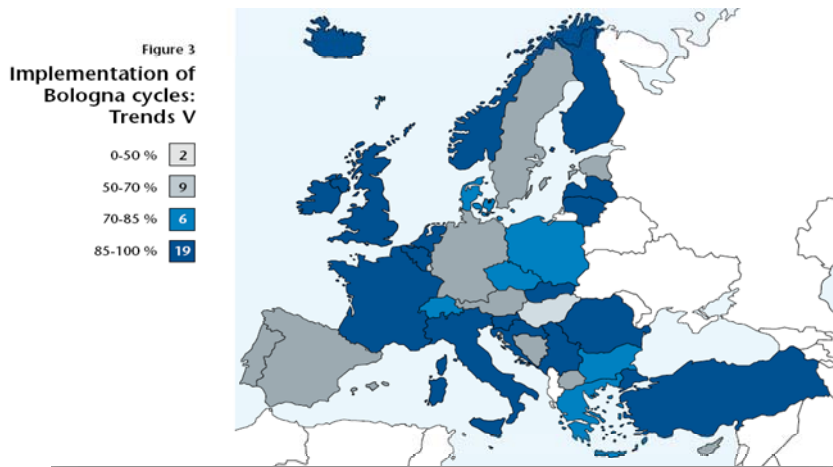 Figure 3
Implementation of
Bologna cycles:
Trends V
0-50 % 2
50-70 % 9
70-85 % 6
85-100 % 19